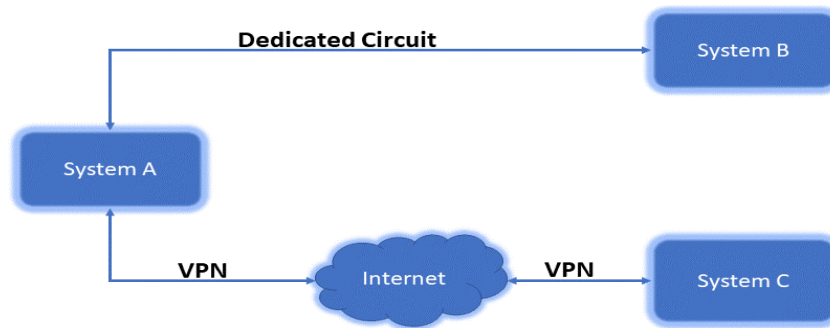 Dedicated Circuit
System B
System A
VPN
Internet
VPN
System C